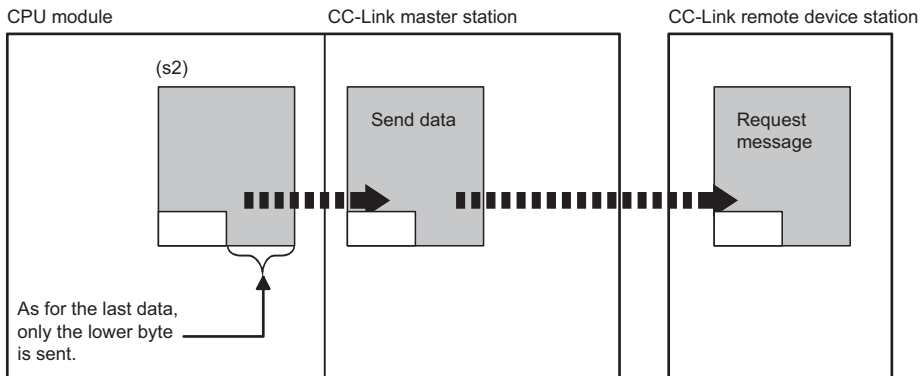 CPU module
CC-Link master station
CC-Link remote device station
(s2)
Send data
Request
message
As for the last data,
only the lower byte
is sent.